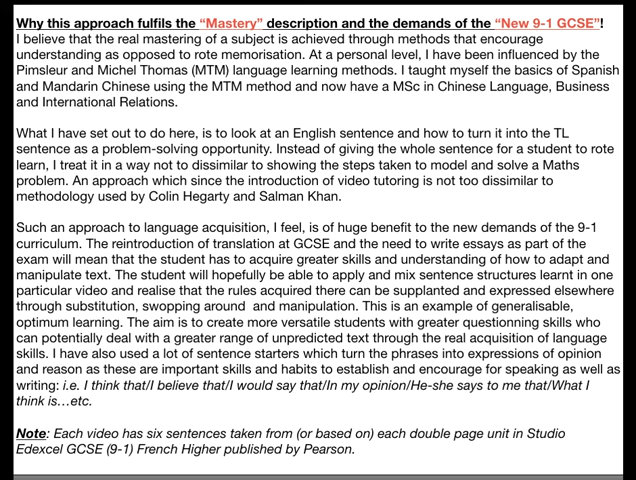 Why this approach fulfils the “Mastery” description and the demands of the “New 9-1 GCSE”!
I believe that the real mastering of a subject is achieved through methods that encourage
understanding as opposed to rote memorisation. At a personal level, I have been influenced by the
Pimsleur and Michel Thomas (MTM) language learning methods. I taught myself the basics of Spanish
and Mandarin Chinese using the MTM method and now have a MSc in Chinese Language, Business
and International Relations.
What I have set out to do here, is to look at an English sentence and how to turn it into the TL
sentence as a problem-solving opportunity. Instead of giving the whole sentence for a student to rote
learn, I treat it in a way not to dissimilar to showing the steps taken to model and solve a Maths
problem. An approach which since the introduction of video tutoring is not too dissimilar to
methodology used by Colin Hegarty and Salman Khan.
Such an approach to language acquisition, I feel, is of huge benefit to the new demands of the 9-1
curriculum. The reintroduction of translation at GCSE and the need to write essays as part of the
exam will mean that the student has to acquire greater skills and understanding of how to adapt and
manipulate text. The student will hopefully be able to apply and mix sentence structures learnt in one
particular video and realise that the rules acquired there can be supplanted and expressed elsewhere
through substitution, swopping around and manipulation. This is an example of generalisable,
optimum learning. The aim is to create more versatile students with greater questionning skills who
can potentially deal with a greater range of unpredicted text through the real acquisition of language
skills. I have also used a lot of sentence starters which turn the phrases into expressions of opinion
and reason as these are important skills and habits to establish and encourage for speaking as well as
writing: i.e. I think that/I believe that/I would say that/In my opinion/He-she says to me that/What I
think is…etc.
Note: Each video has six sentences taken from (or based on) each double page unit in Studio
Edexcel GCSE (9-1) French Higher published by Pearson.